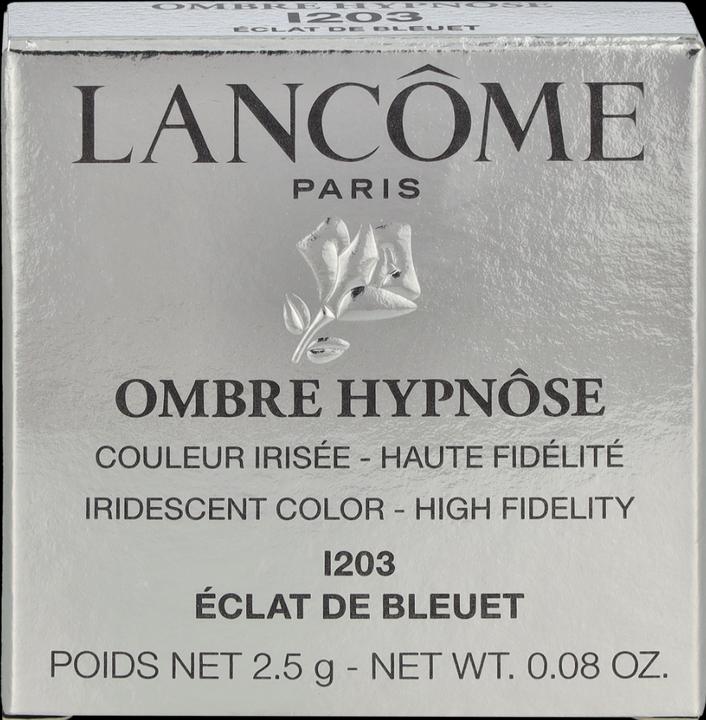 OMBRE HYPNÔSE
I203
ÉCLAT DE BLEUET
LANCÔME
PARIS
OMBRE HYPNÔSE
COULEUR IRISÉE - HAUTE FIDÉLITÉ
IRIDESCENT COLOR - HIGH FIDELITY
I203
ÉCLAT DE BLEUET
POIDS NET 2.5 g - NET WT. 0.08 OZ.